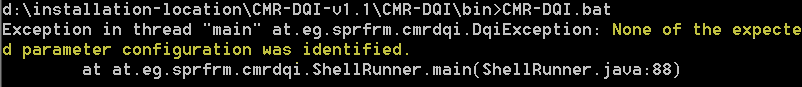 d:\installation-location\CMR-DQI-v1.1\CMR-DQI\bin>CMR-DQI.bat
Exception in thread "main" at.eg.sprfrm.cmrdqi.DqiException: None of the expecte
d parameter configuration was identified.
        at at.eg.sprfrm.cmrdqi.ShellRunner.main(ShellRunner.java:88)